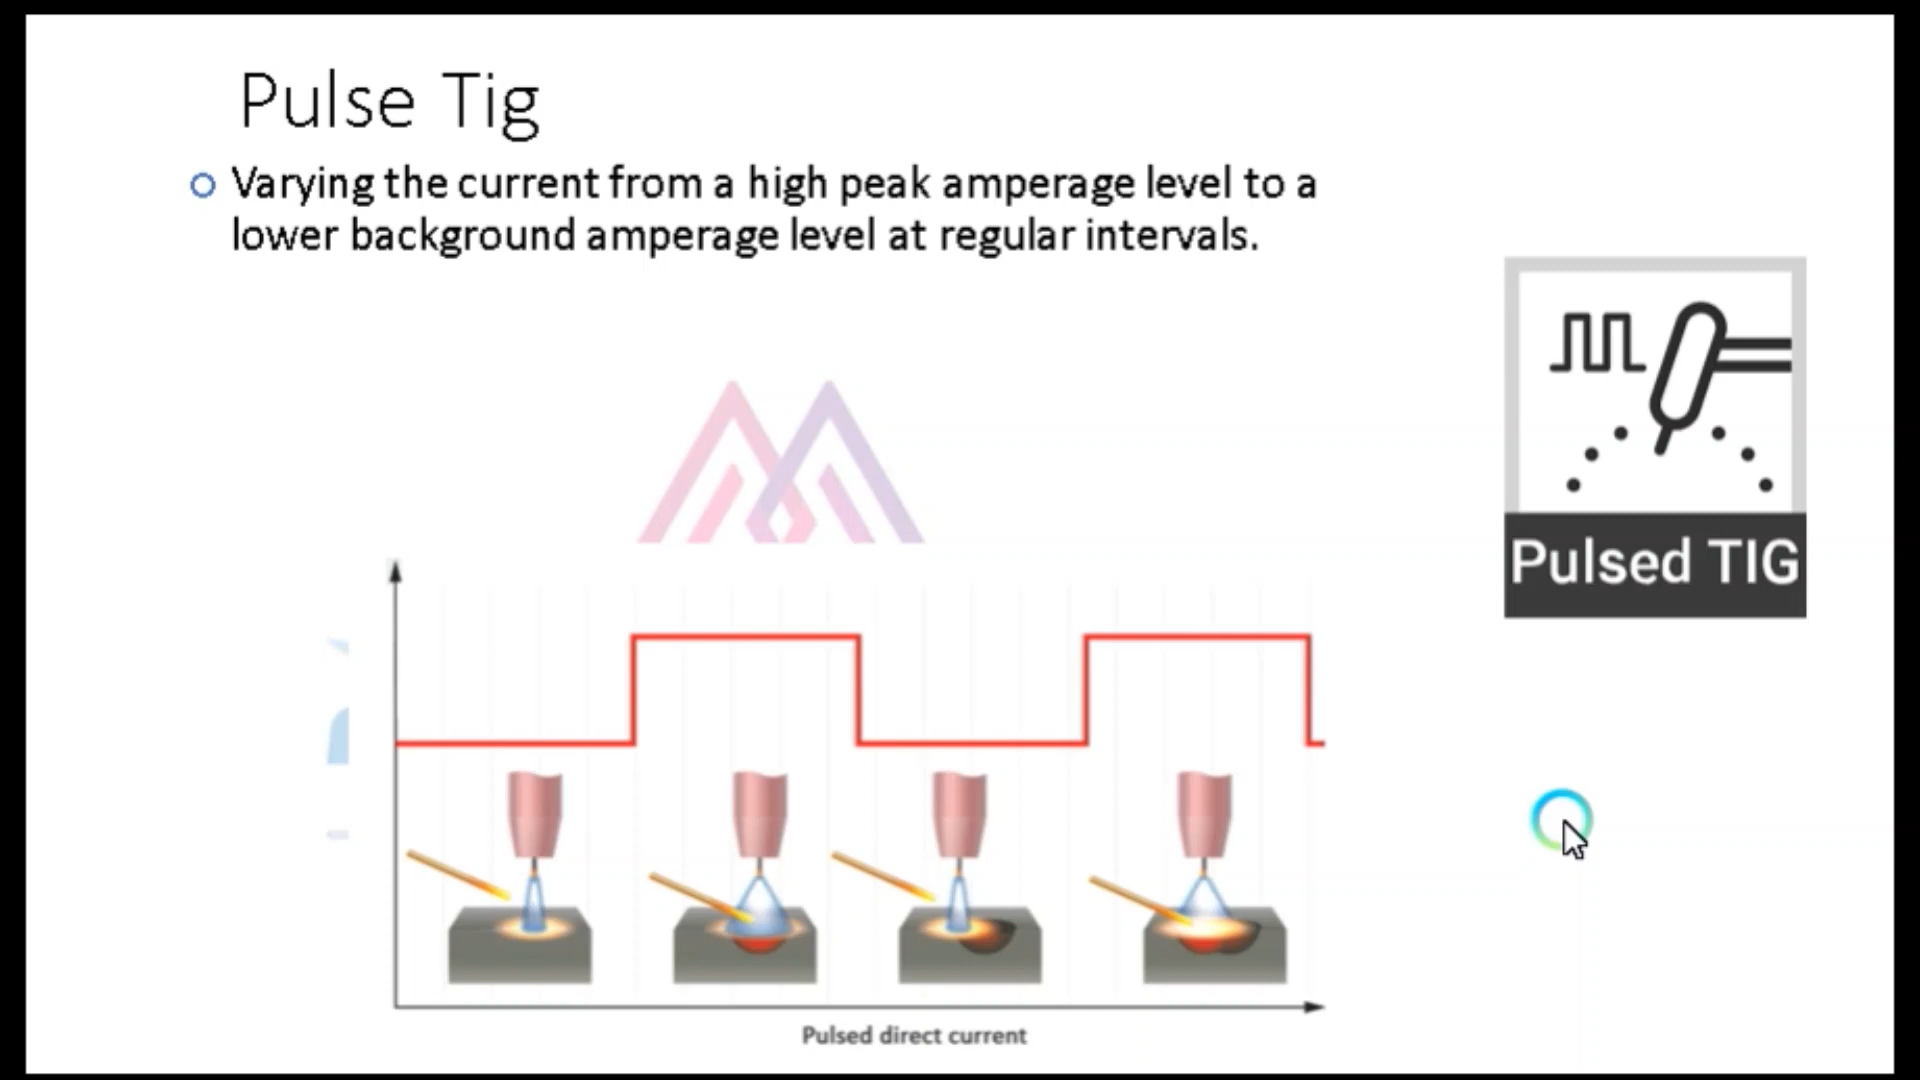 Pulse Tig
Varying the current from a high peak amperage level to a
lower background amperage level at regular intervals.
Pulsed TIG
Pulsed direct current